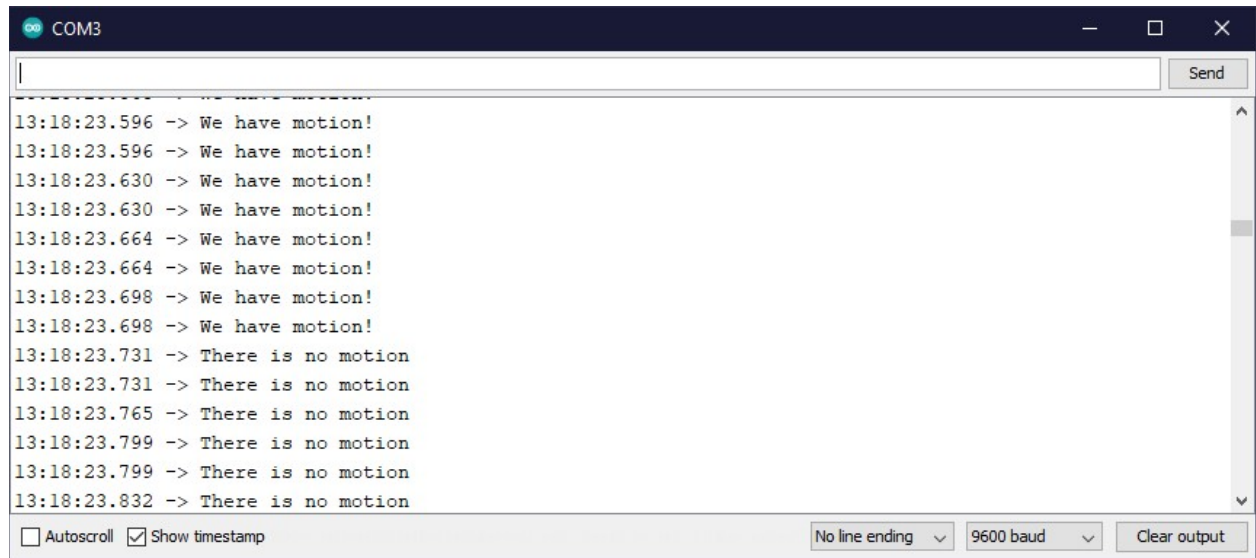 COM3
Send
13:18:23.596 -> We have motion!
13:18:23.596 -> We have motion!
13:18:23.630 -> We have motion!
13:18:23.630 -> We have motion!
13:18:23.664 -> We have motion!
13:18:23.664 -> We have motion!
13:18:23.698 -> We have motion!
13:18:23.698 -> We have motion!
13:18:23.731 -> There is no motion
13:18:23.731 -> There is no motion
13:18:23.765 -> There is no motion
13:18:23.799 -> There is no motion
13:18:23.799 -> There is no motion
13:18:23.832 -> There is no motion
Autoscroll Show timestamp No line ending 9600 baud Clear output